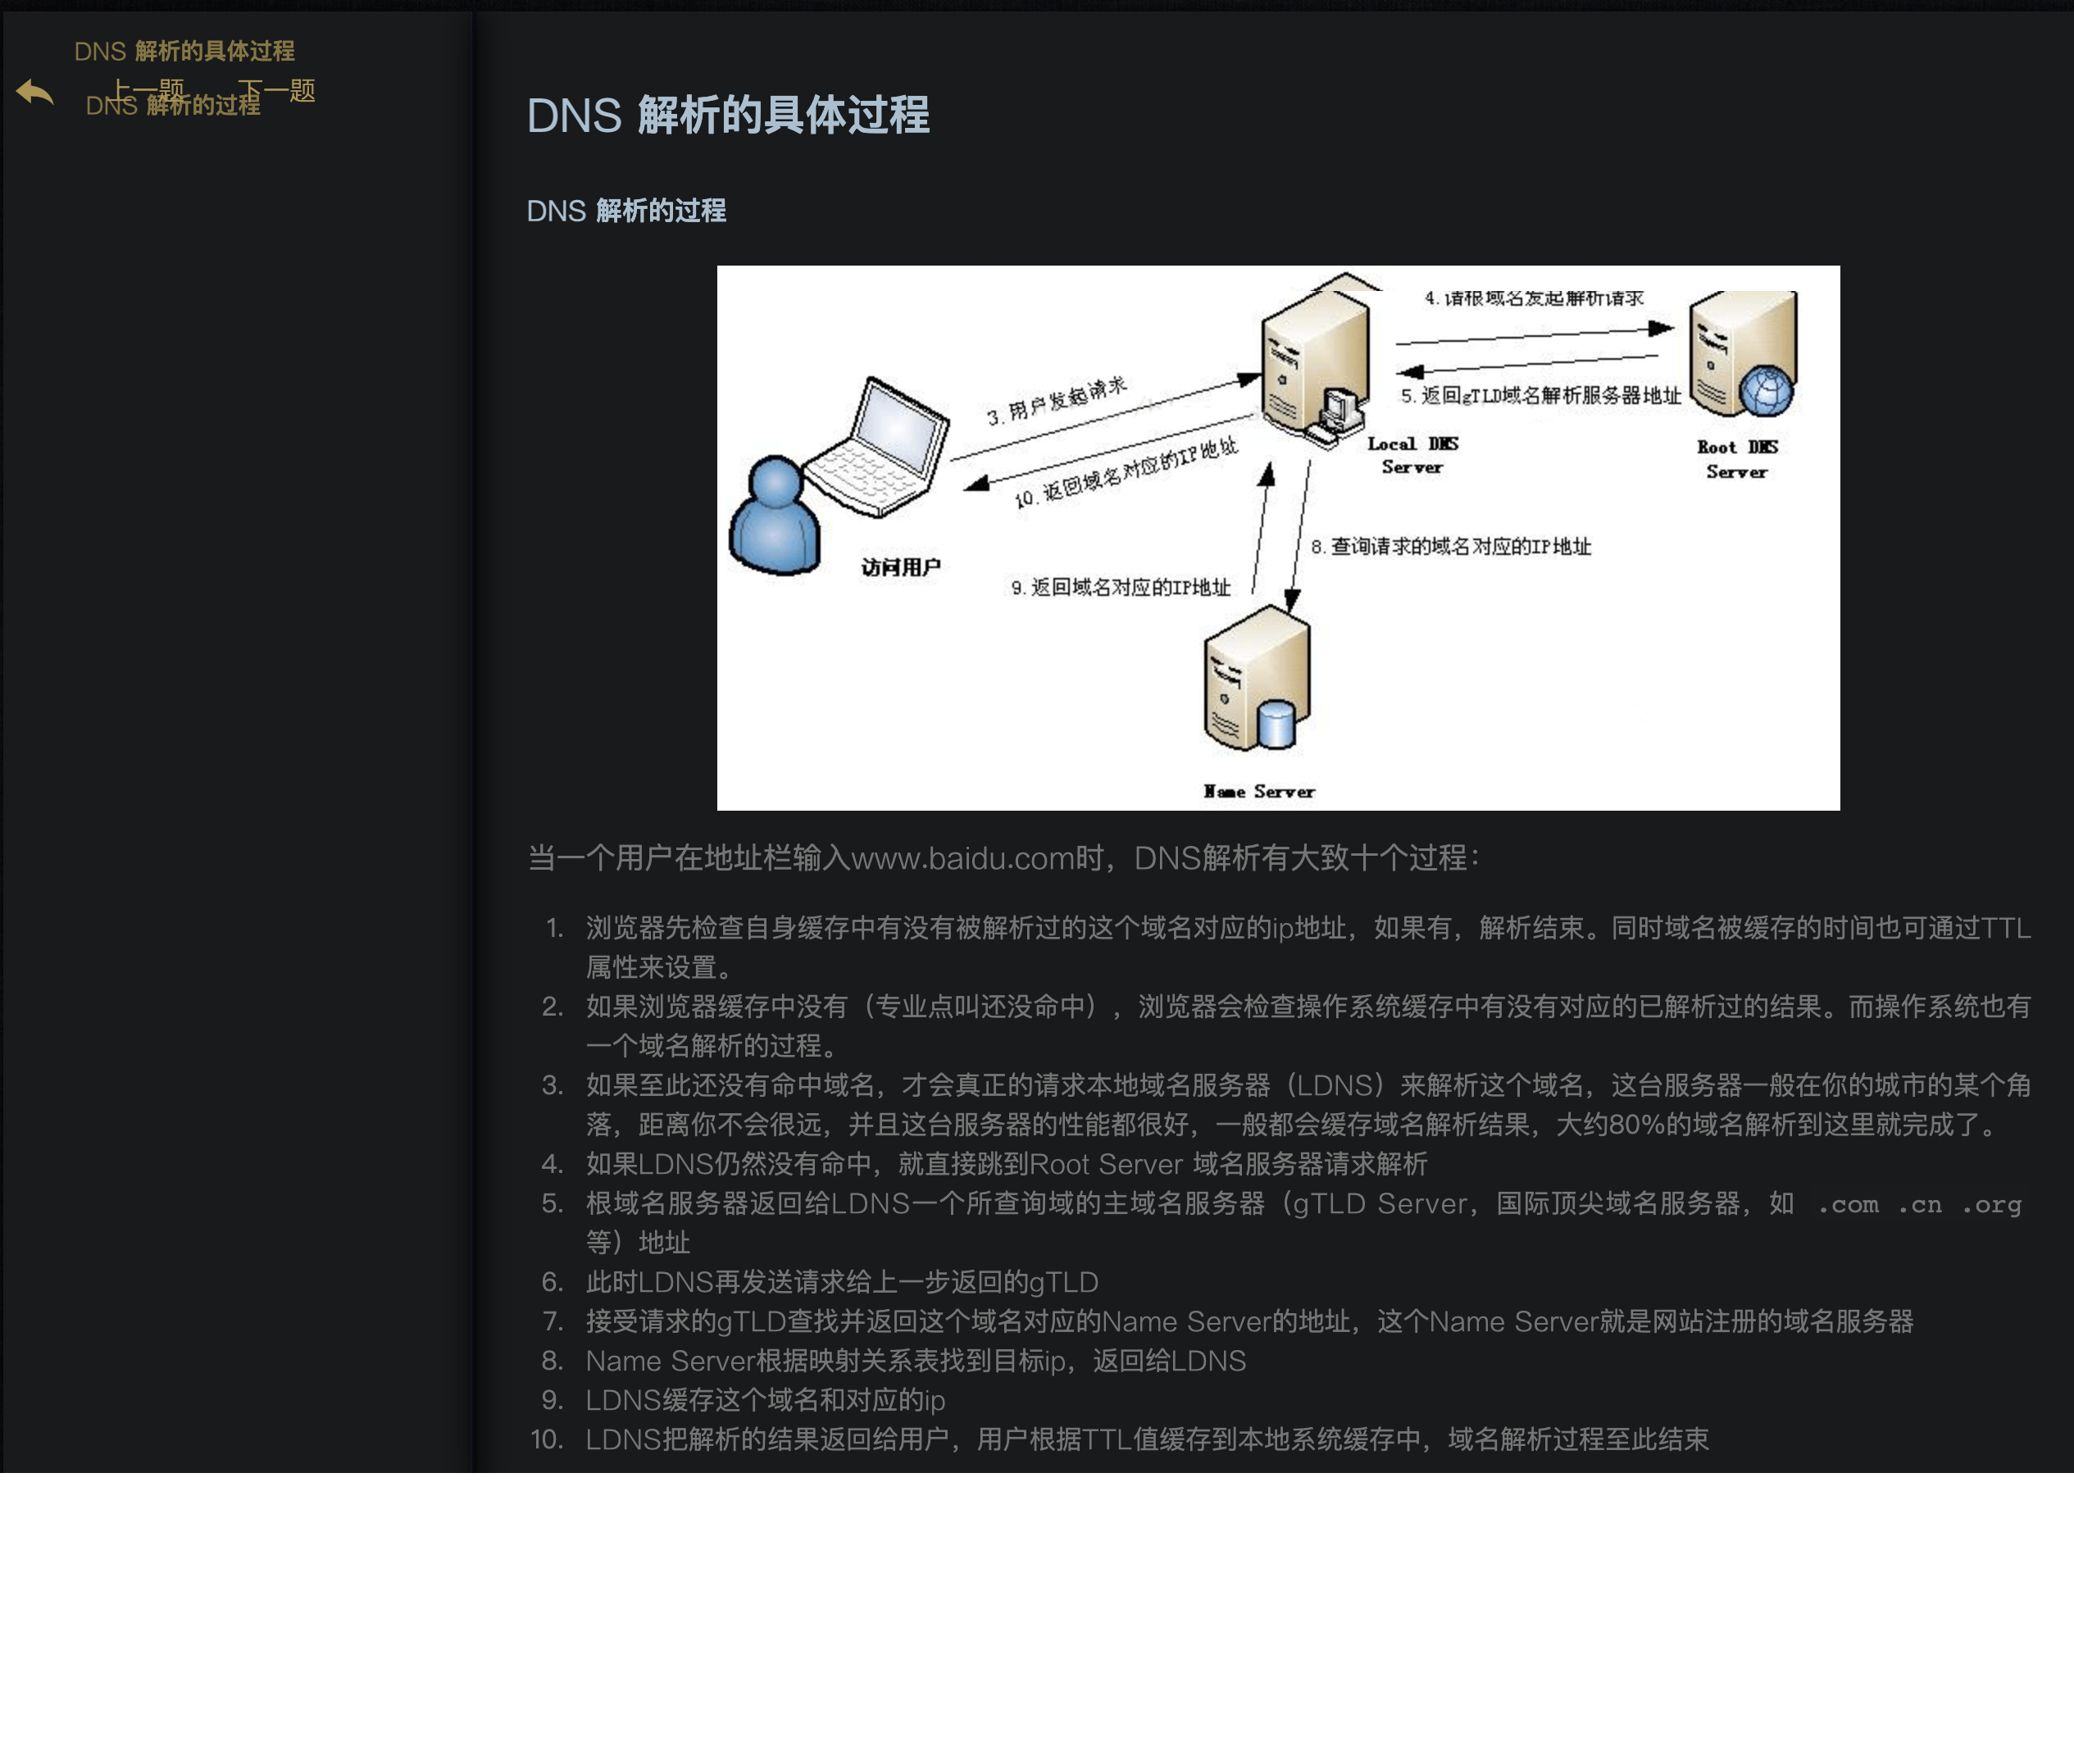 DNS 解析的具体过程
上一题 下一题
DNS 解析的过程
DNS 解析的具体过程
DNS 解析的过程
4.请根域名发起解析请求
3.用户发起请求
5.返回gTLD域名解析服务器地址
Local DNS
Server
Root DNS
Server
10.返回域名对应的IP地址
8.查询请求的域名对应的IP地址
访问用户
9.返回域名对应的IP地址
Name Server
当一个用户在地址栏输入www.baidu.com时，DNS解析有大致十个过程：
1. 浏览器先检查自身缓存中有没有被解析过的这个域名对应的ip地址，如果有，解析结束。同时域名被缓存的时间也可通过TTL
属性来设置。
2. 如果浏览器缓存中没有（专业点叫还没命中），浏览器会检查操作系统缓存中有没有对应的已解析过的结果。而操作系统也有
一个域名解析的过程。
3. 如果至此还没有命中域名，才会真正的请求本地域名服务器（LDNS）来解析这个域名，这台服务器一般在你的城市的某个角
落，距离你不会很远，并且这台服务器的性能都很好，一般都会缓存域名解析结果，大约80%的域名解析到这里就完成了。
4. 如果LDNS仍然没有命中，就直接跳到Root Server 域名服务器请求解析
5. 根域名服务器返回给LDNS一个所查询域的主域名服务器（gTLD Server，国际顶尖域名服务器，如 .com .cn .org
等）地址
6. 此时LDNS再发送请求给上一步返回的gTLD
7. 接受请求的gTLD查找并返回这个域名对应的Name Server的地址，这个Name Server就是网站注册的域名服务器
8. Name Server根据映射关系表找到目标ip，返回给LDNS
9. LDNS缓存这个域名和对应的ip
10. LDNS把解析的结果返回给用户，用户根据TTL值缓存到本地系统缓存中，域名解析过程至此结束